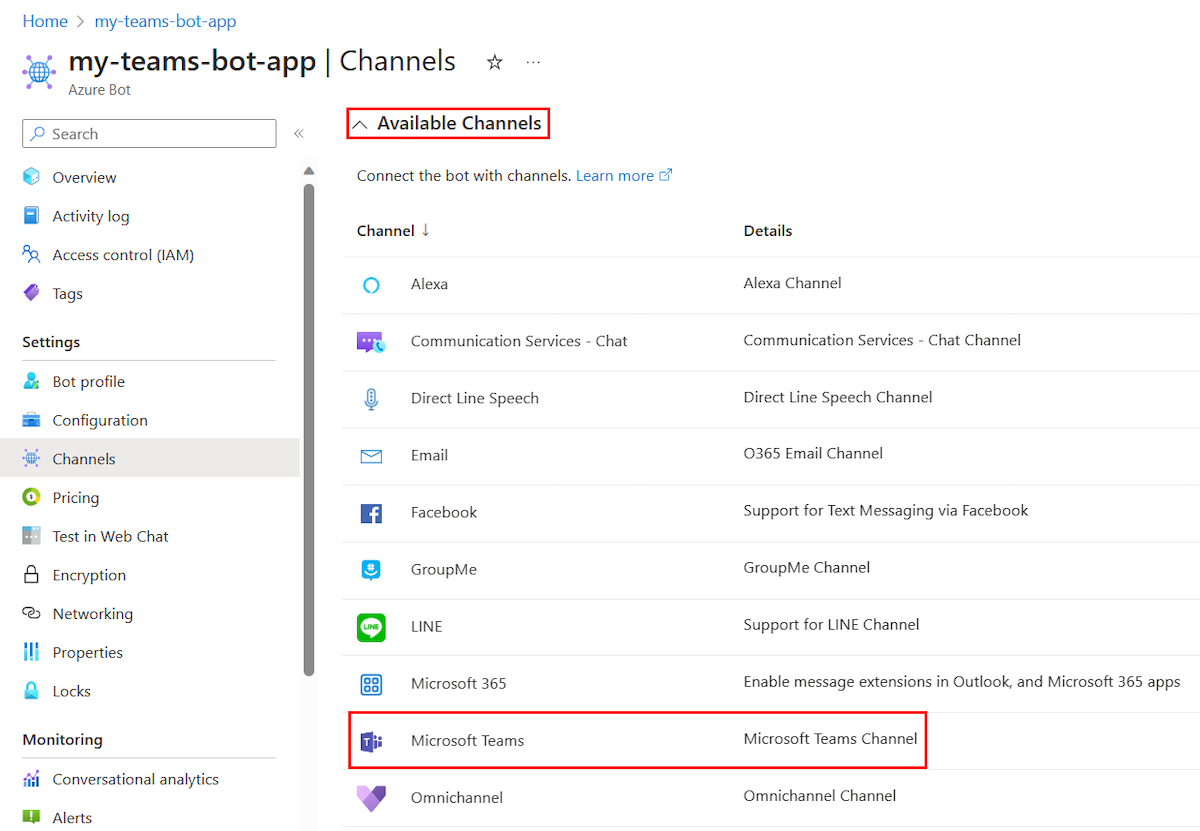 Home > my-teams-bot-app
my-teams-bot-app | Channels
Azure Bot
Search
Overview
Activity log
Access control (IAM)
Tags
Settings
Bot profile
Configuration
Channels
Pricing
Test in Web Chat
Encryption
Networking
Properties
Locks
Monitoring
Conversational analytics
Alerts
Available Channels
Connect the bot with channels. Learn more
Channel ↓ Details
Alexa Alexa Channel
Communication Services - Chat Communication Services - Chat Channel
Direct Line Speech Direct Line Speech Channel
Email O365 Email Channel
Facebook Support for Text Messaging via Facebook
GroupMe GroupMe Channel
LINE LINE Support for LINE Channel
Microsoft 365 Enable message extensions in Outlook, and Microsoft 365 apps
Microsoft Teams Microsoft Teams Channel
Omnichannel Omnichannel Channel